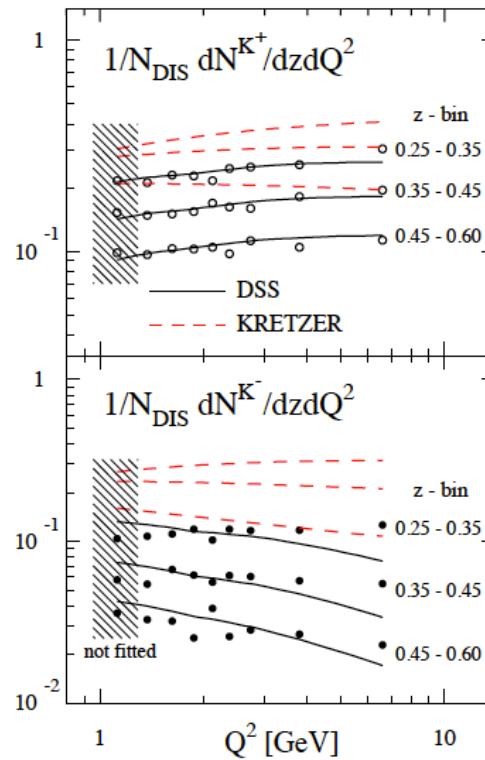 1
1/N_DIS dN^K+/dzdQ^2
z - bin
0.25 - 0.35
0.35 - 0.45
10^-1
0.45 - 0.60
DSS
KRETZER
1
1/N_DIS dN^K-/dzdQ^2
z - bin
0.25 - 0.35
10^-1
0.35 - 0.45
0.45 - 0.60
not fitted
10^-2
1
10
Q^2 [GeV]